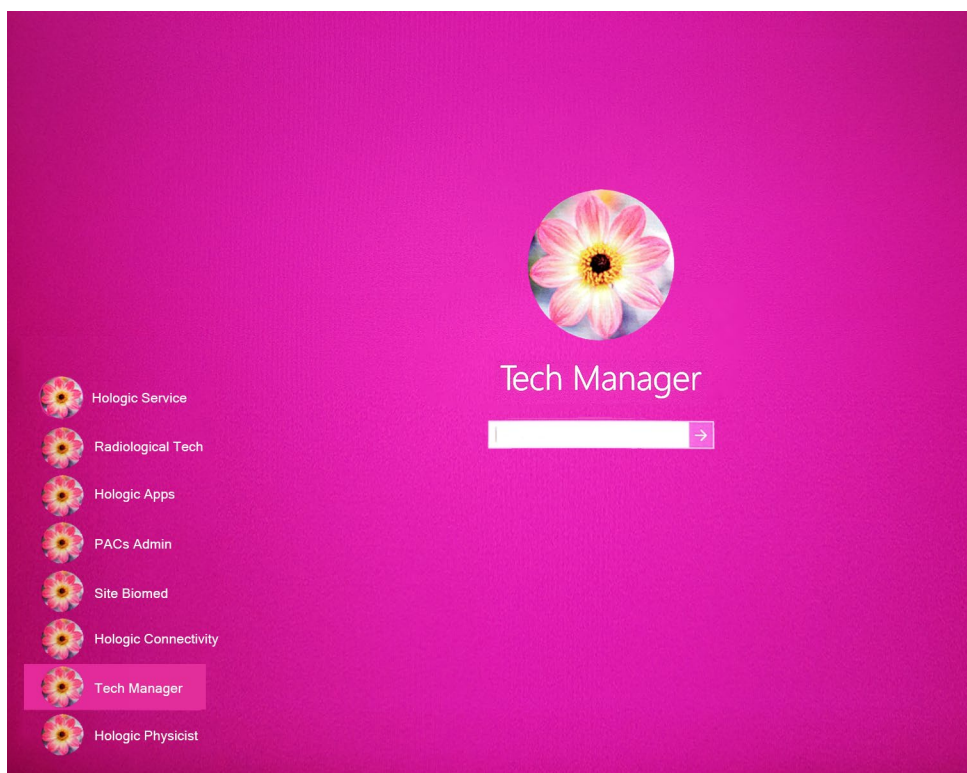 Tech Manager
Hologic Service
Radiological Tech
Hologic Apps
PACs Admin
Site Biomed
Hologic Connectivity
Tech Manager
Hologic Physicist